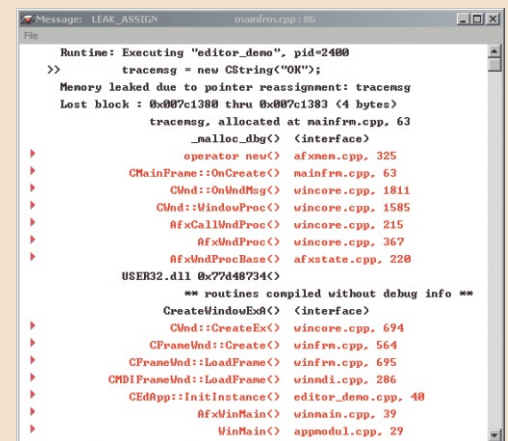 Message: LEAK_ASSIGN mainfrm.cpp : 86
File
Runtime: Executing "editor_demo", pid=2400
>> tracemsg = new CString("OK");
Memory leaked due to pointer reassignment: tracemsg
Lost block : 0x007c1380 thru 0x007c1383 (4 bytes)
tracemsg, allocated at mainfrm.cpp, 63
_malloc_dbg() (interface)
operator new() afxmem.cpp, 325
CMainFrame::OnCreate() mainfrm.cpp, 63
CWnd::OnWndMsg() wincore.cpp, 1811
CWnd::WindowProc() wincore.cpp, 1585
AfxCallWndProc() wincore.cpp, 215
AfxWndProc() wincore.cpp, 367
AfxWndProcBase() afxstate.cpp, 220
USER32.dll 0x77d48734()
** routines compiled without debug info **
CreateWindowExA() (interface)
CWnd::CreateEx() wincore.cpp, 694
CFrameWnd::Create() winfrm.cpp, 564
CFrameWnd::LoadFrame() winfrm.cpp, 695
CMDIFrameWnd::LoadFrame() winmdi.cpp, 286
CEdApp::InitInstance() editor_demo.cpp, 40
AfxWinMain() winmain.cpp, 39
WinMain() appmodul.cpp, 29